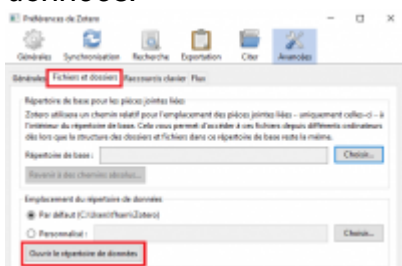 données.
Préférences de Zotero
Générales Synchronisation Recherche Exportation Citer Avancées
Générales Fichiers et dossiers Raccourcis clavier Plus
Répertoire de base pour les pièces jointes liées
Zotero utilisera un chemin relatif pour l'emplacement des pièces jointes liées - uniquement celles-ci - à
l'intérieur du répertoire de base. Cela vous permet d'accéder à ces fichiers depuis différents ordinateurs
dès lors que la structure des dossiers et fichiers dans ce répertoire de base reste la même.
Répertoire de base : Choisir...
Revenir à des chemins absolus...
Emplacement du répertoire de données
Par défaut
Personnalisé : Choisir...
Ouvrir le répertoire de données